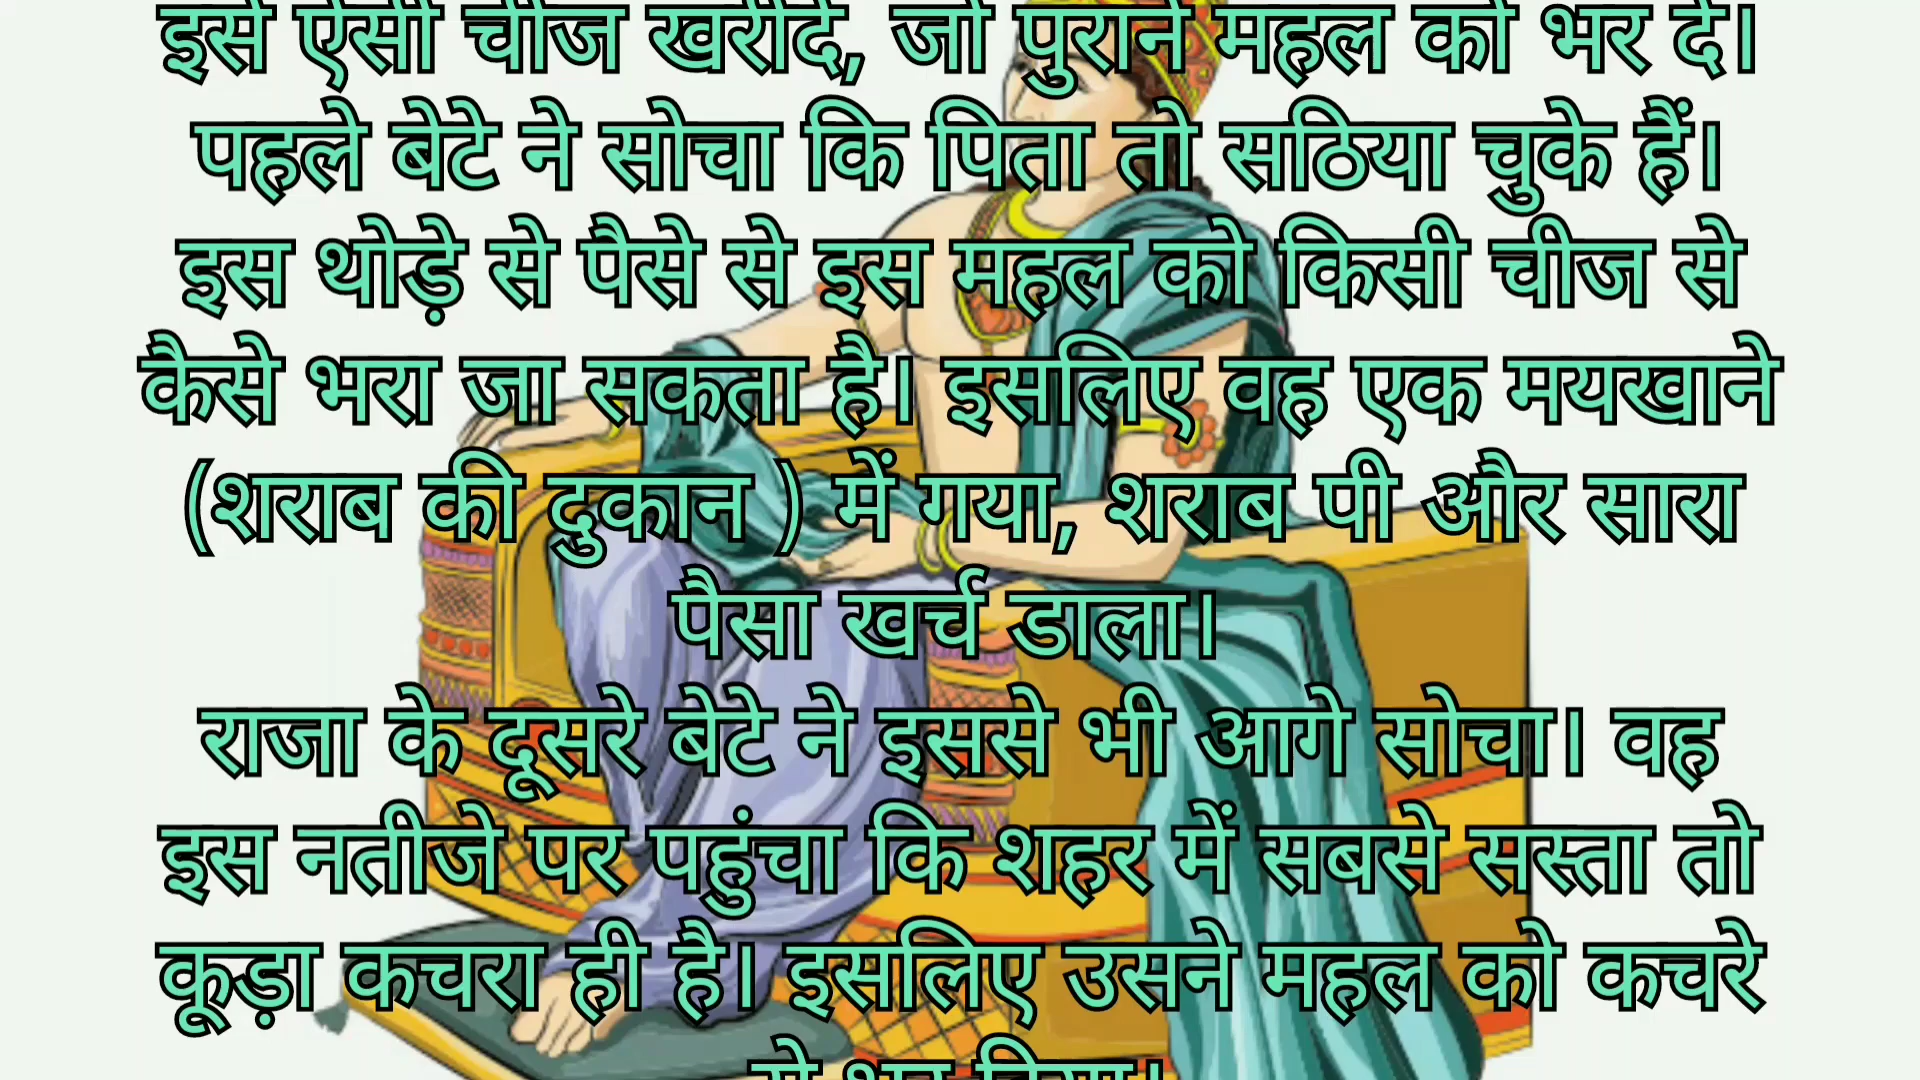 इसे ऐसी चीज खरीदे, जो पुराने महल को भर दे।
पहले बेटे ने सोचा कि पिता तो सठिया चुके हैं।
इस थोड़े से पैसे से इस महल को किसी चीज से
कैसे भरा जा सकता है। इसलिए वह एक मयखाने
(शराब की दुकान ) में गया, शराब पी और सारा
पैसा खर्च डाला।
राजा के दूसरे बेटे ने इससे भी आगे सोचा। वह
इस नतीजे पर पहुंचा कि शहर में सबसे सस्ता तो
कूड़ा कचरा ही है। इसलिए उसने महल को कचरे
से भर दिया।